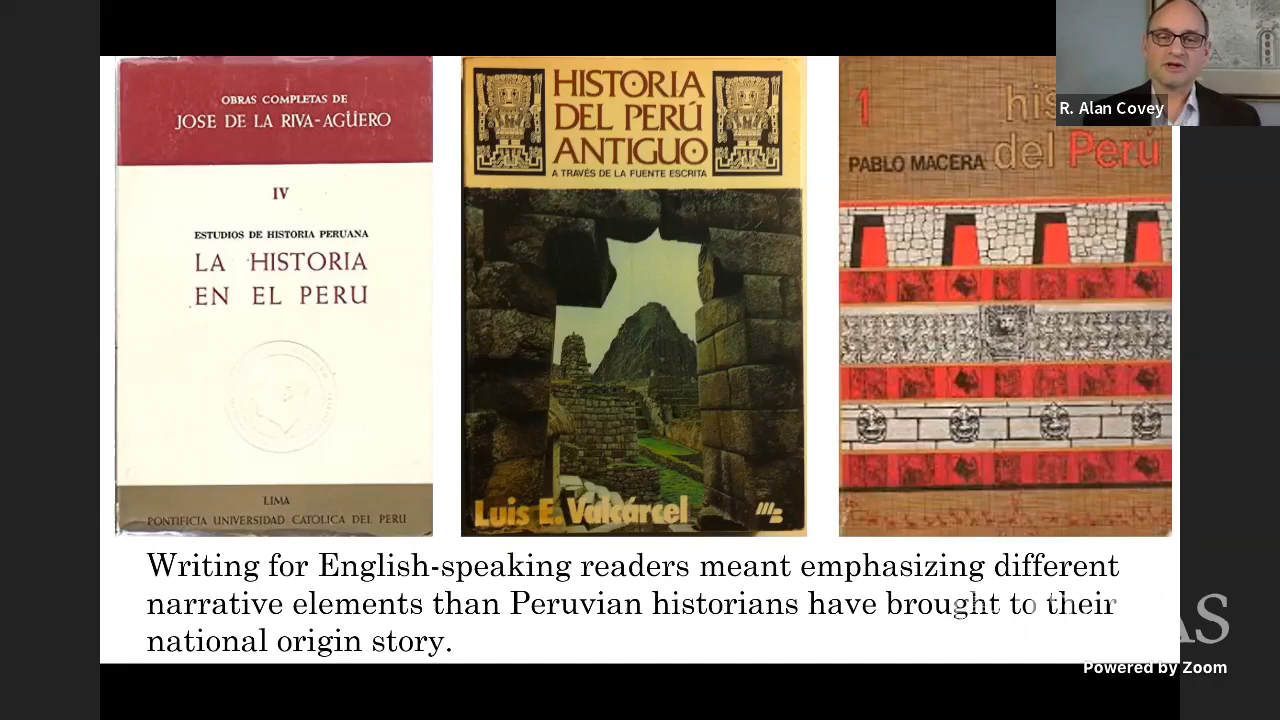 R. Alan Covey
OBRAS COMPLETAS DE
JOSE DE LA RIVA-AGÜERO
IV
ESTUDIOS DE HISTORIA PERUANA
LA HISTORIA
EN EL PERU
LIMA
PONTIFICIA UNIVERSIDAD CATOLICA DEL PERU
HISTORIA
DEL PERÚ
ANTIGUO
A TRAVÉS DE LA FUENTE ESCRITA
Luis E. Valcárcel
1
PABLO MACERA
del Perú
Writing for English-speaking readers meant emphasizing different
narrative elements than Peruvian historians have brought to their
national origin story.
Powered by Zoom